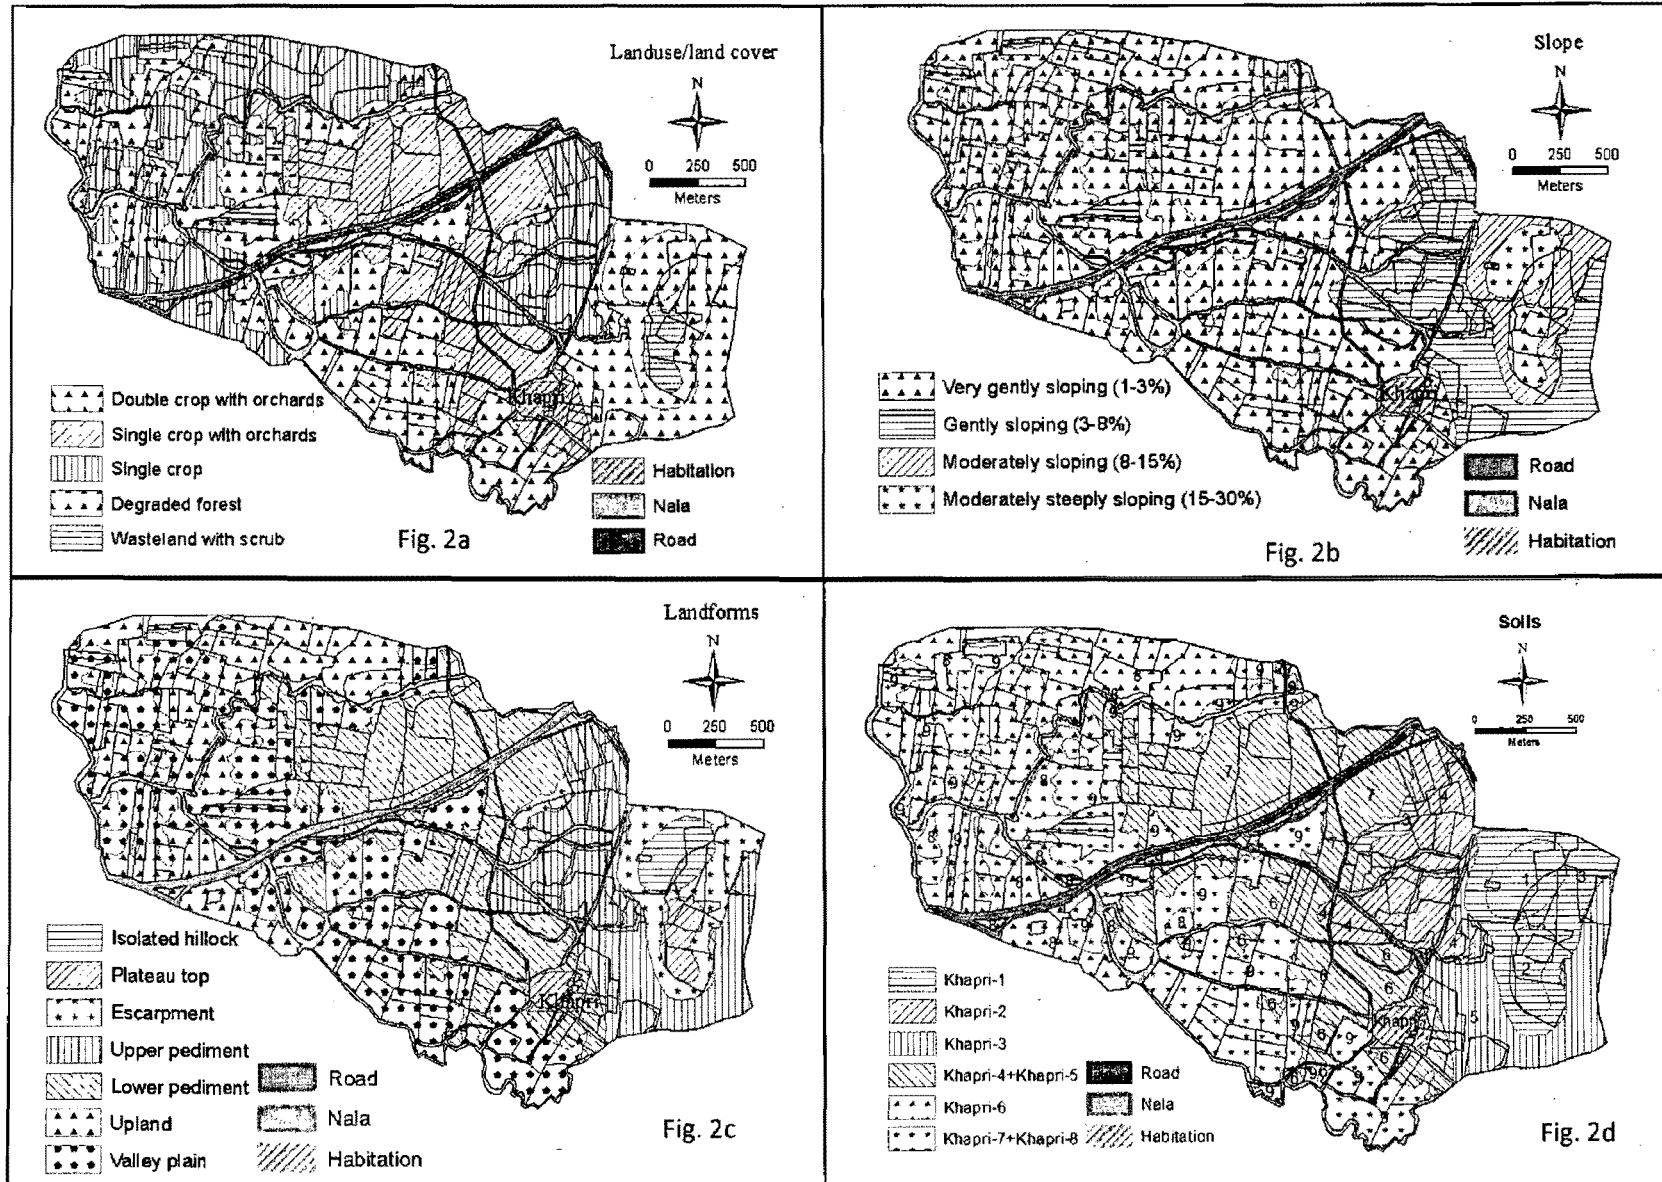 Landuse/land cover
N
0 250 500
Meters
Khapri
Double crop with orchards
Single crop with orchards
Single crop
Degraded forest
Wasteland with scrub
Habitation
Nala
Road
Fig. 2a
Slope
N
0 250 500
Meters
Khapri
Very gently sloping (1-3%)
Gently sloping (3-8%)
Moderately sloping (8-15%)
Moderately steeply sloping (15-30%)
Road
Nala
Habitation
Fig. 2b
Landforms
N
0 250 500
Meters
Khapri
Isolated hillock
Plateau top
Escarpment
Upper pediment
Lower pediment
Upland
Valley plain
Road
Nala
Habitation
Fig. 2c
Soils
N
0 250 500
Meters
Khapri
Khapri-1
Khapri-2
Khapri-3
Khapri-4+Khapri-5
Khapri-6
Khapri-7+Khapri-8
Road
Nala
Habitation
Fig. 2d